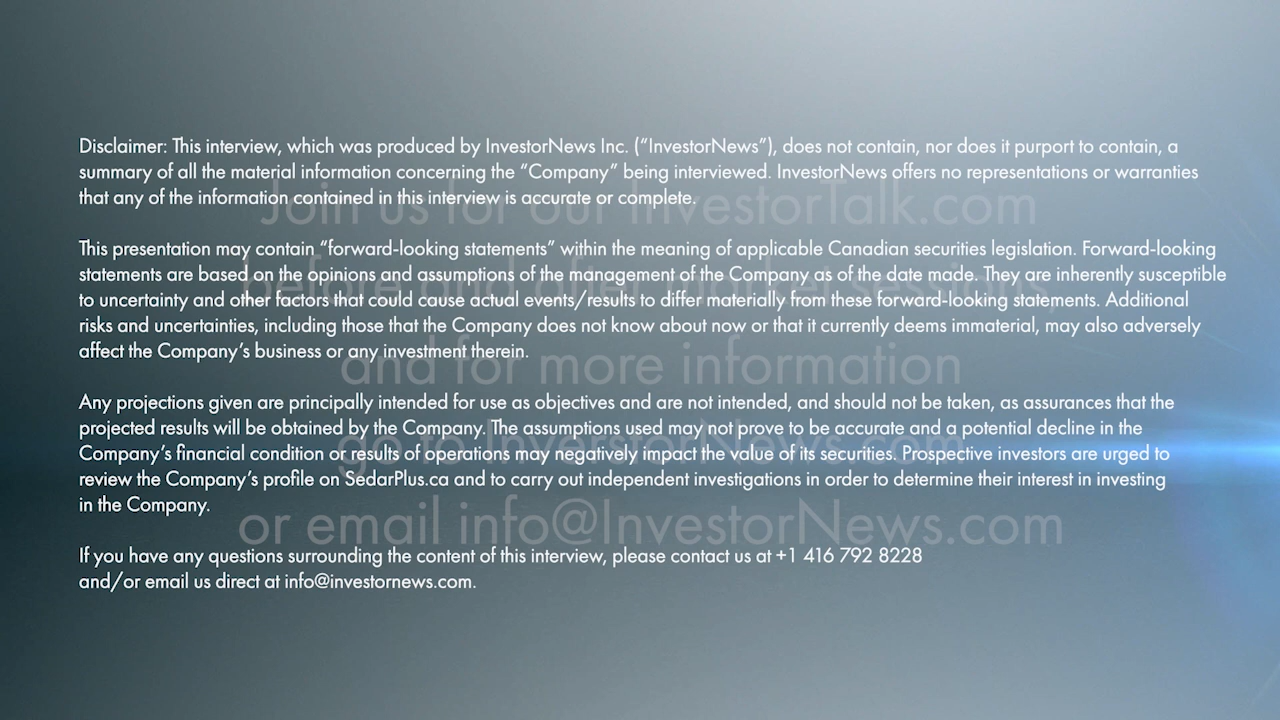 Disclaimer: This interview, which was produced by InvestorNews Inc. (“InvestorNews”), does not contain, nor does it purport to contain, a
summary of all the material information concerning the “Company” being interviewed. InvestorNews offers no representations or warranties
that any of the information contained in this interview is accurate or complete.
Join us for our InvestorTalk.com
This presentation may contain “forward-looking statements” within the meaning of applicable Canadian securities legislation. Forward-looking
statements are based on the opinions and assumptions of the management of the Company as of the date made. They are inherently susceptible
before and after market sessions,
to uncertainty and other factors that could cause actual events/results to differ materially from these forward-looking statements. Additional
risks and uncertainties, including those that the Company does not know about now or that it currently deems immaterial, may also adversely
affect the Company’s business or any investment therein.
and for more information
Any projections given are principally intended for use as objectives and are not intended, and should not be taken, as assurances that the
projected results will be obtained by the Company. The assumptions used may not prove to be accurate and a potential decline in the
go to InvestorNews.com
Company’s financial condition or results of operations may negatively impact the value of its securities. Prospective investors are urged to
review the Company’s profile on SedarPlus.ca and to carry out independent investigations in order to determine their interest in investing
in the Company.
or email info@InvestorNews.com
If you have any questions surrounding the content of this interview, please contact us at +1 416 792 8228
and/or email us direct at info@investornews.com.